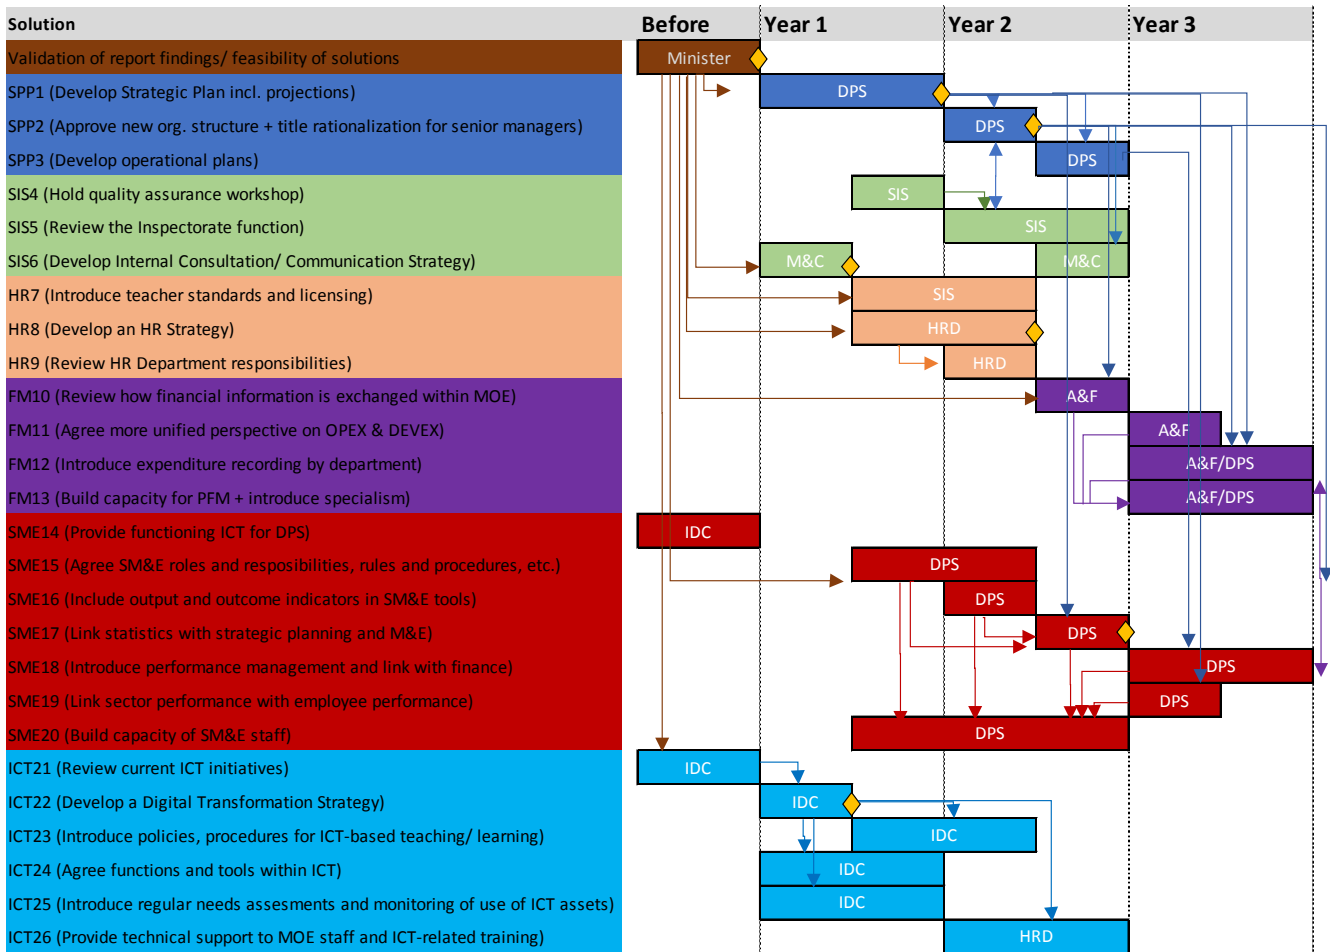 Solution Before Year 1 Year 2 Year 3
Validation of report findings/ feasibility of solutions Minister
SPP1 (Develop Strategic Plan incl. projections) DPS
SPP2 (Approve new org. structure + title rationalization for senior managers) DPS
SPP3 (Develop operational plans) DPS
SIS4 (Hold quality assurance workshop) SIS
SIS5 (Review the Inspectorate function) SIS
SIS6 (Develop Internal Consultation/ Communication Strategy) M&C M&C
HR7 (Introduce teacher standards and licensing) SIS
HR8 (Develop an HR Strategy) HRD
HR9 (Review HR Department responsibilities) HRD
FM10 (Review how financial information is exchanged within MOE) A&F
FM11 (Agree more unified perspective on OPEX & DEVEX) A&F
FM12 (Introduce expenditure recording by department) A&F/DPS
FM13 (Build capacity for PFM + introduce specialism) A&F/DPS
SME14 (Provide functioning ICT for DPS) IDC
SME15 (Agree SM&E roles and resposibilities, rules and procedures, etc.) DPS
SME16 (Include output and outcome indicators in SM&E tools) DPS
SME17 (Link statistics with strategic planning and M&E) DPS
SME18 (Introduce performance management and link with finance) DPS
SME19 (Link sector performance with employee performance) DPS
SME20 (Build capacity of SM&E staff) DPS
ICT21 (Review current ICT initiatives) IDC
ICT22 (Develop a Digital Transformation Strategy) IDC
ICT23 (Introduce policies, procedures for ICT-based teaching/ learning) IDC
ICT24 (Agree functions and tools within ICT) IDC
ICT25 (Introduce regular needs assesments and monitoring of use of ICT assets) IDC
ICT26 (Provide technical support to MOE staff and ICT-related training) HRD